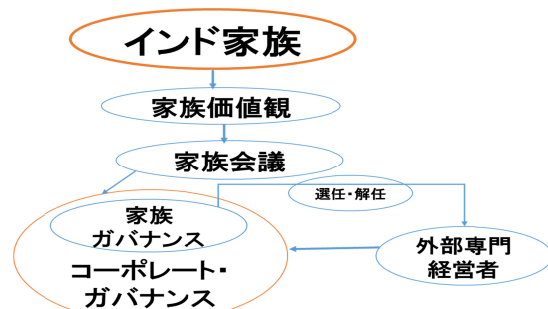 インド家族
家族価値観
家族会議
選任・解任
家族
ガバナンス
コーポレート・
ガバナンス
外部専門
経営者